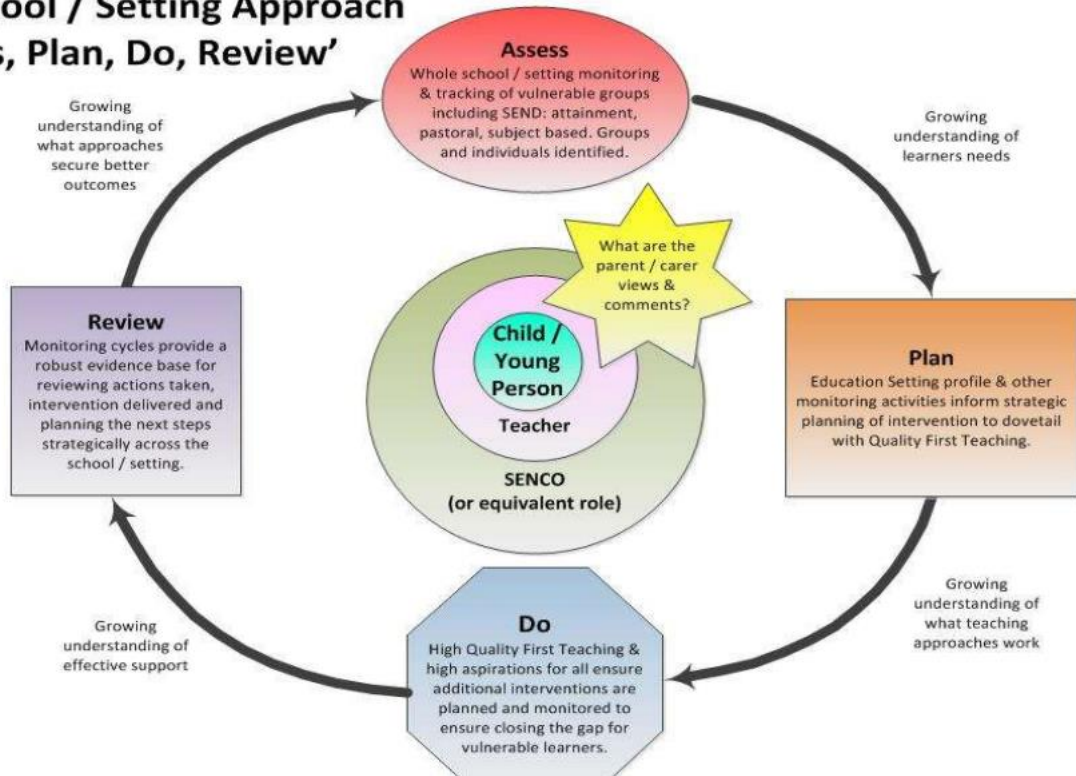 ool / Setting Approach
s, Plan, Do, Review’
Assess
Whole school / setting monitoring
& tracking of vulnerable groups
including SEND: attainment,
pastoral, subject based. Groups
and individuals identified.
Growing
understanding of
what approaches
secure better
outcomes
Growing
understanding of
learners needs
What are the
parent / carer
views &
comments?
Review
Monitoring cycles provide a
robust evidence base for
reviewing actions taken,
intervention delivered and
planning the next steps
strategically across the
school / setting.
Child /
Young
Person
Teacher
SENCO
(or equivalent role)
Plan
Education Setting profile & other
monitoring activities inform strategic
planning of intervention to dovetail
with Quality First Teaching.
Growing
understanding of
effective support
Do
High Quality First Teaching &
high aspirations for all ensure
additional interventions are
planned and monitored to
ensure closing the gap for
vulnerable learners.
Growing
understanding of
what teaching
approaches work